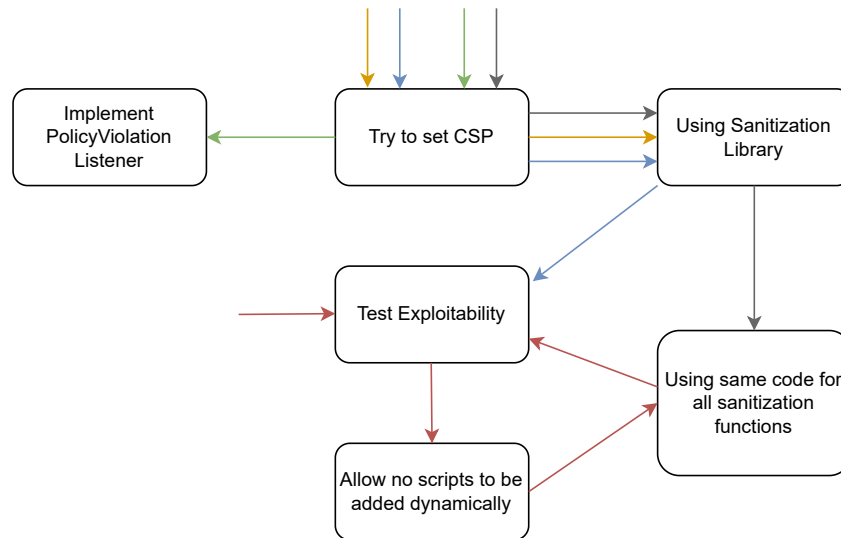 Implement
PolicyViolation
Listener
Try to set CSP
Using Sanitization
Library
Test Exploitability
Using same code for
all sanitization
functions
Allow no scripts to be
added dynamically